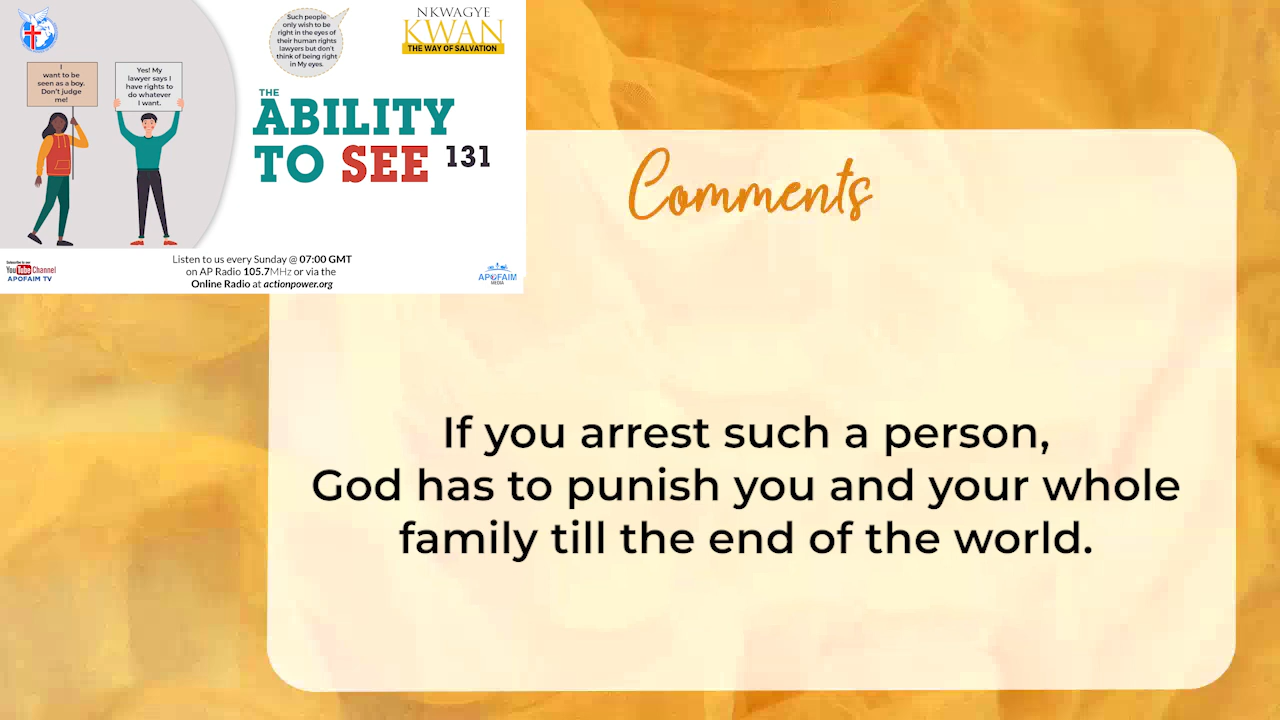 Such people
only wish to be
right in the eyes of
their human rights
lawyers but don't
think of being right
in My eyes.
NKWAGYE
KWAN
THE WAY OF SALVATION
I
want to be
seen as a boy.
Don't judge
me!
Yes! My
lawyer says I
have rights to
do whatever
I want.
THE
ABILITY
TO SEE 131
Listen to us every Sunday @ 07:00 GMT
on AP Radio 105.7MHz or via the
Online Radio at actionpower.org
Subscribe to our
YouTube Channel
APOFAIM TV
APOFAIM
MEDIA
Comments
If you arrest such a person,
God has to punish you and your whole
family till the end of the world.